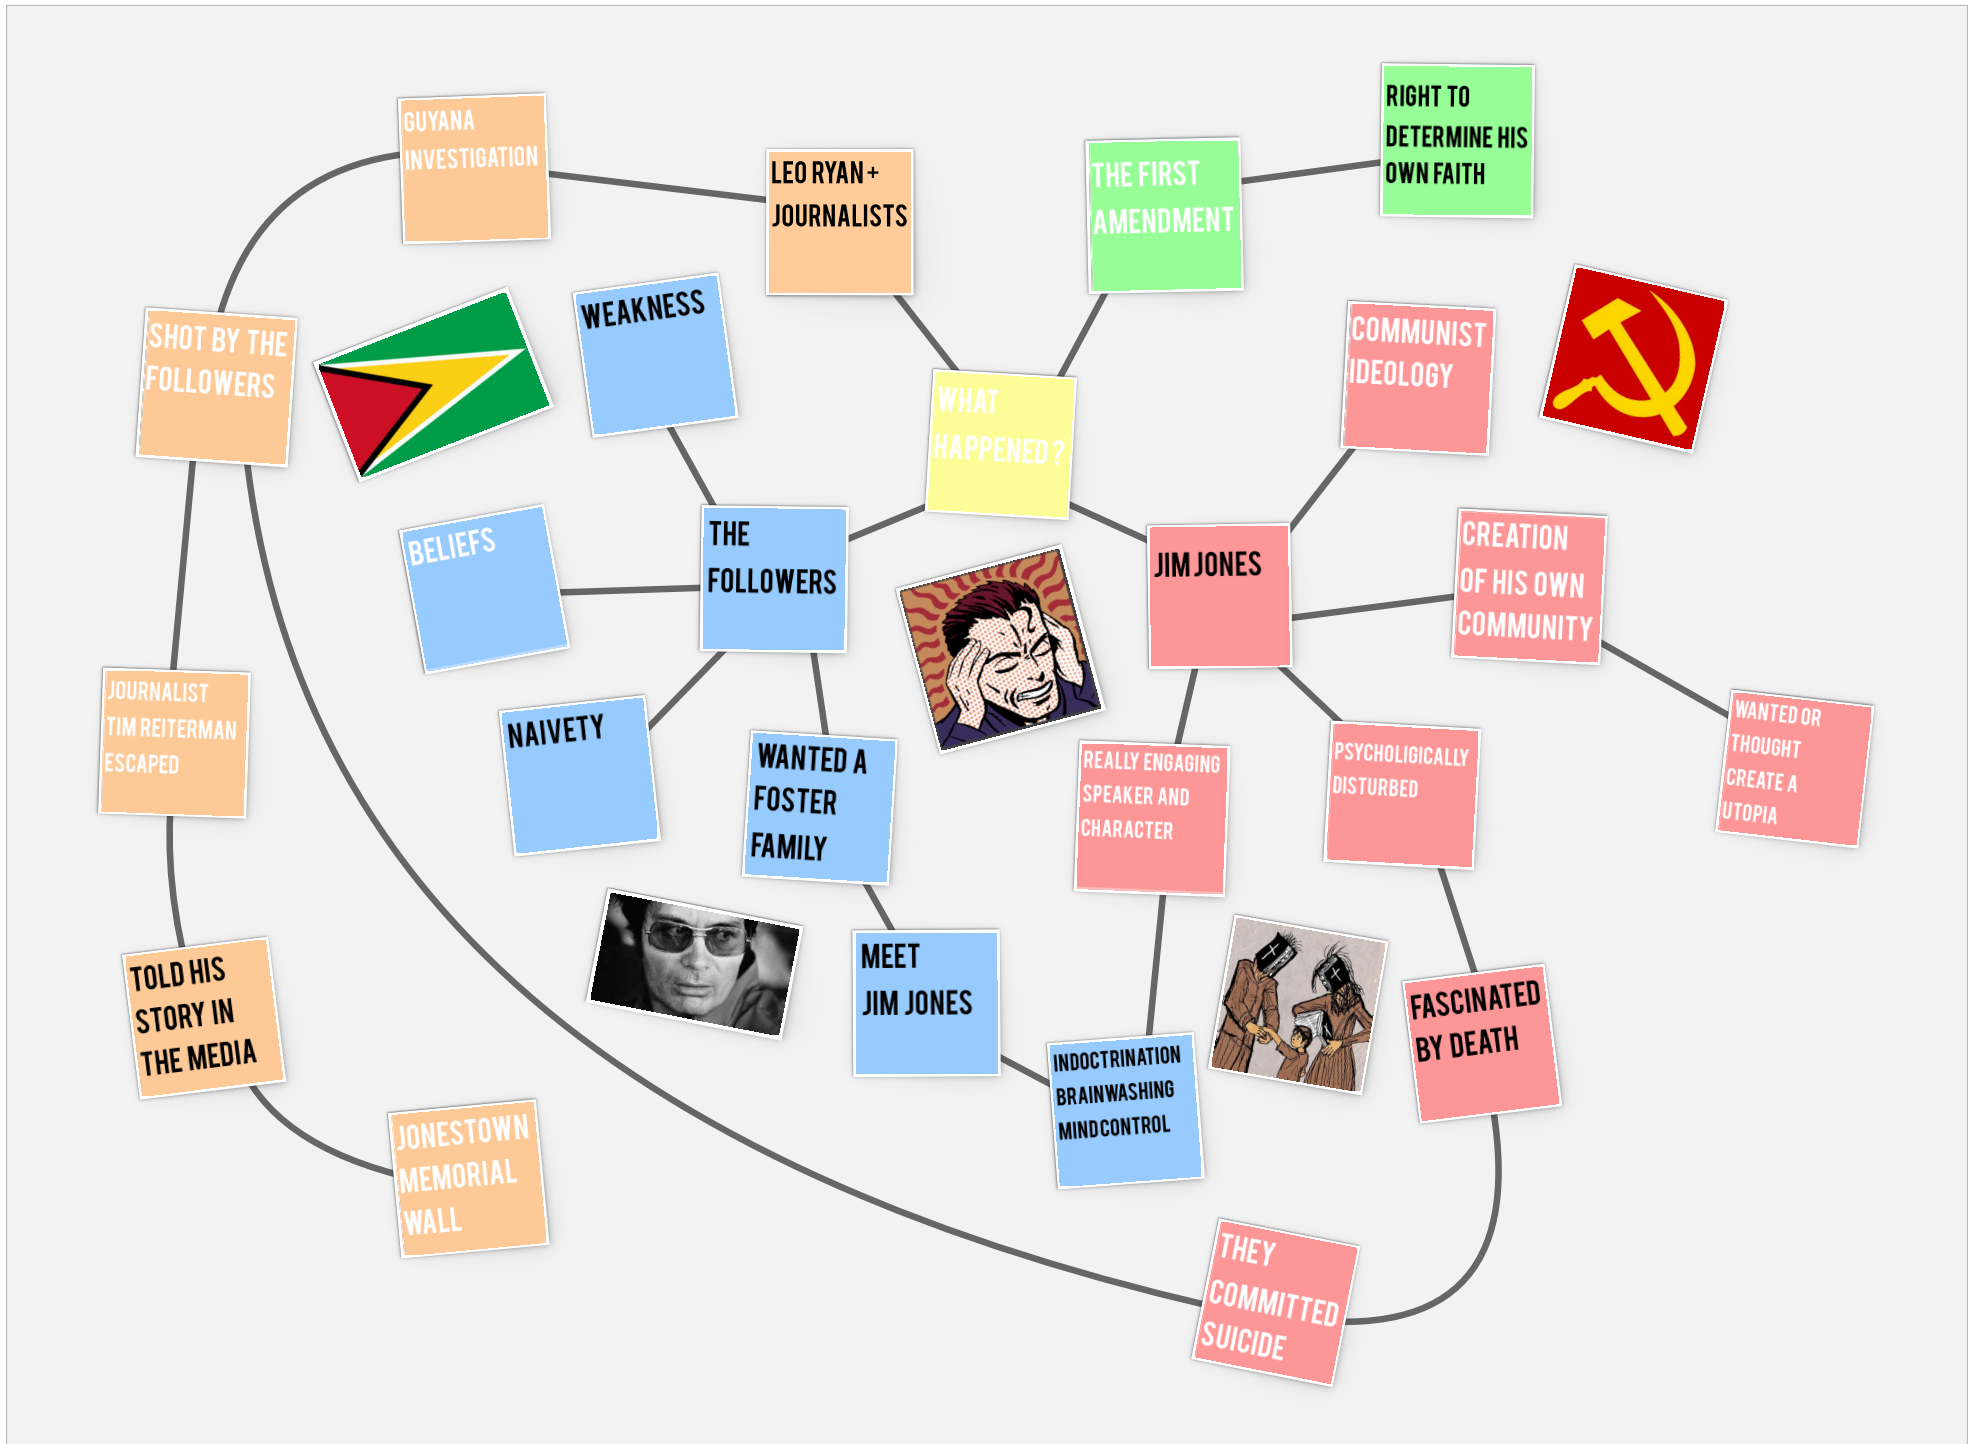 GUYANA
INVESTIGATION
LEO RYAN +
JOURNALISTS
THE FIRST
AMENDMENT
RIGHT TO
DETERMINE HIS
OWN FAITH
SHOT BY THE
FOLLOWERS
WEAKNESS
WHAT
HAPPENED ?
COMMUNIST
IDEOLOGY
BELIEFS
THE
FOLLOWERS
JIM JONES
CREATION
OF HIS OWN
COMMUNITY
JOURNALIST
TIM REITERMAN
ESCAPED
NAIVETY
WANTED A
FOSTER
FAMILY
REALLY ENGAGING
SPEAKER AND
CHARACTER
PSYCHOLIGICALLY
DISTURBED
WANTED OR
THOUGHT
CREATE A
UTOPIA
TOLD HIS
STORY IN
THE MEDIA
MEET
JIM JONES
INDOCTRINATION
BRAINWASHING
MIND CONTROL
FASCINATED
BY DEATH
JONESTOWN
MEMORIAL
WALL
THEY
COMMITTED
SUICIDE